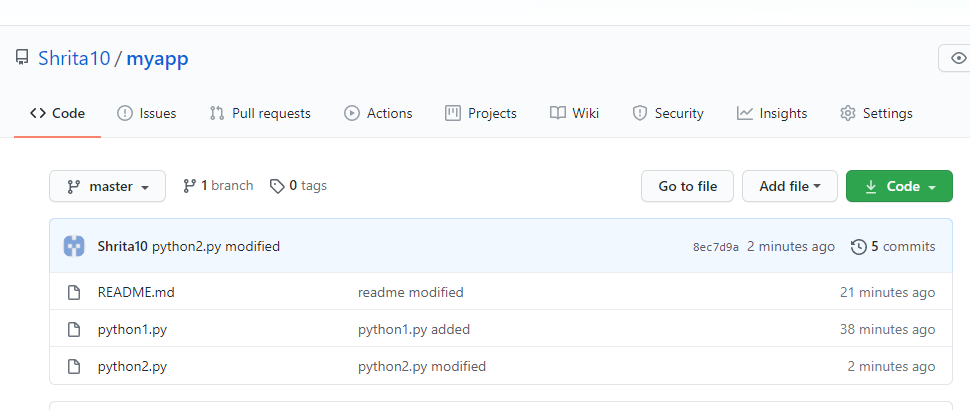 Shrita10 / myapp
Code Issues Pull requests Actions Projects Wiki Security Insights Settings
master 1 branch 0 tags Go to file Add file Code
Shrita10 python2.py modified 8ec7d9a 2 minutes ago 5 commits
README.md readme modified 21 minutes ago
python1.py python1.py added 38 minutes ago
python2.py python2.py modified 2 minutes ago